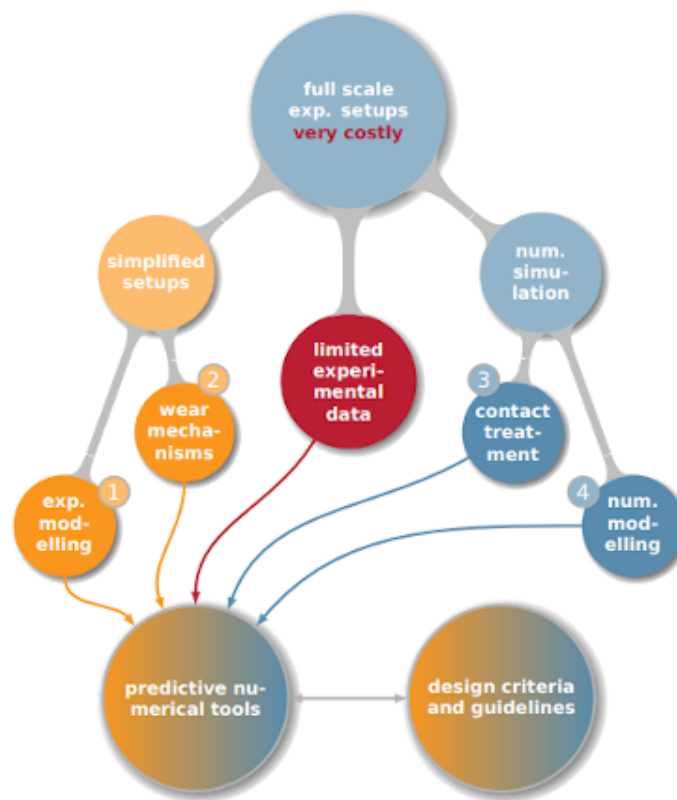 full scale
exp. setups
very costly
simplified
setups
num.
simu-
lation
limited
experi-
mental
data
2
wear
mecha-
nisms
3
contact
treat-
ment
1
exp.
mod-
elling
4
num.
mod-
elling
predictive nu-
merical tools
design criteria
and guidelines